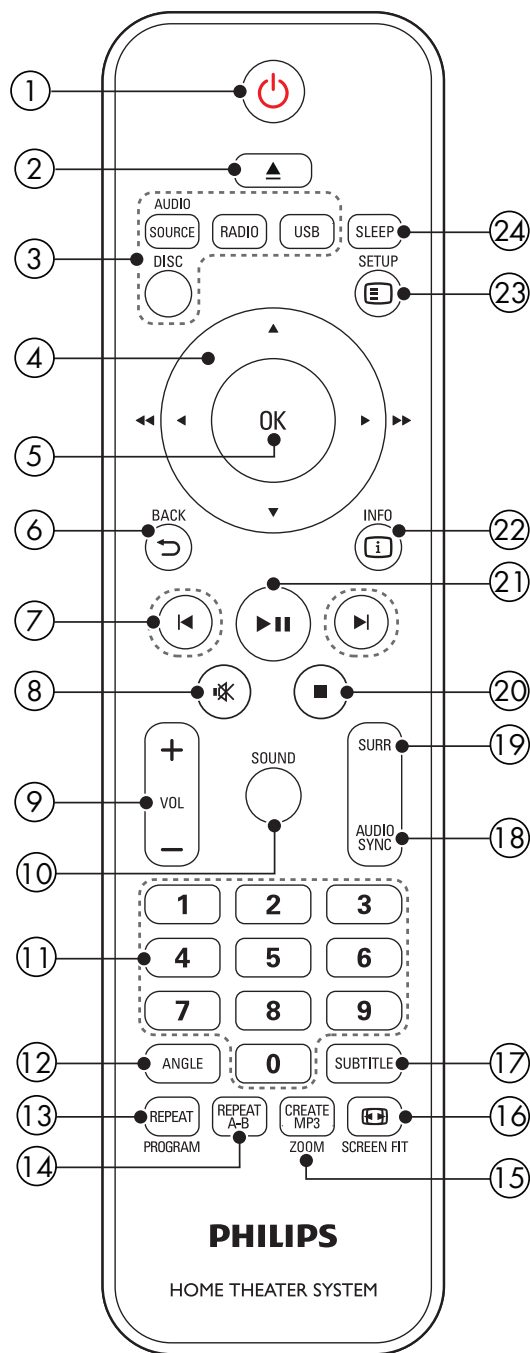 1
2
AUDIO
SOURCE RADIO USB SLEEP 24
3 DISC SETUP 23
4
OK
5
6 BACK INFO 22
21
7
8 20
+ SURR 19
SOUND
9 VOL
10 AUDIO SYNC 18
−
1 2 3
11 4 5 6
7 8 9
12 ANGLE 0 SUBTITLE 17
13 REPEAT REPEAT A-B CREATE MP3 16
PROGRAM 14 ZOOM SCREEN FIT
15
PHILIPS
HOME THEATER SYSTEM